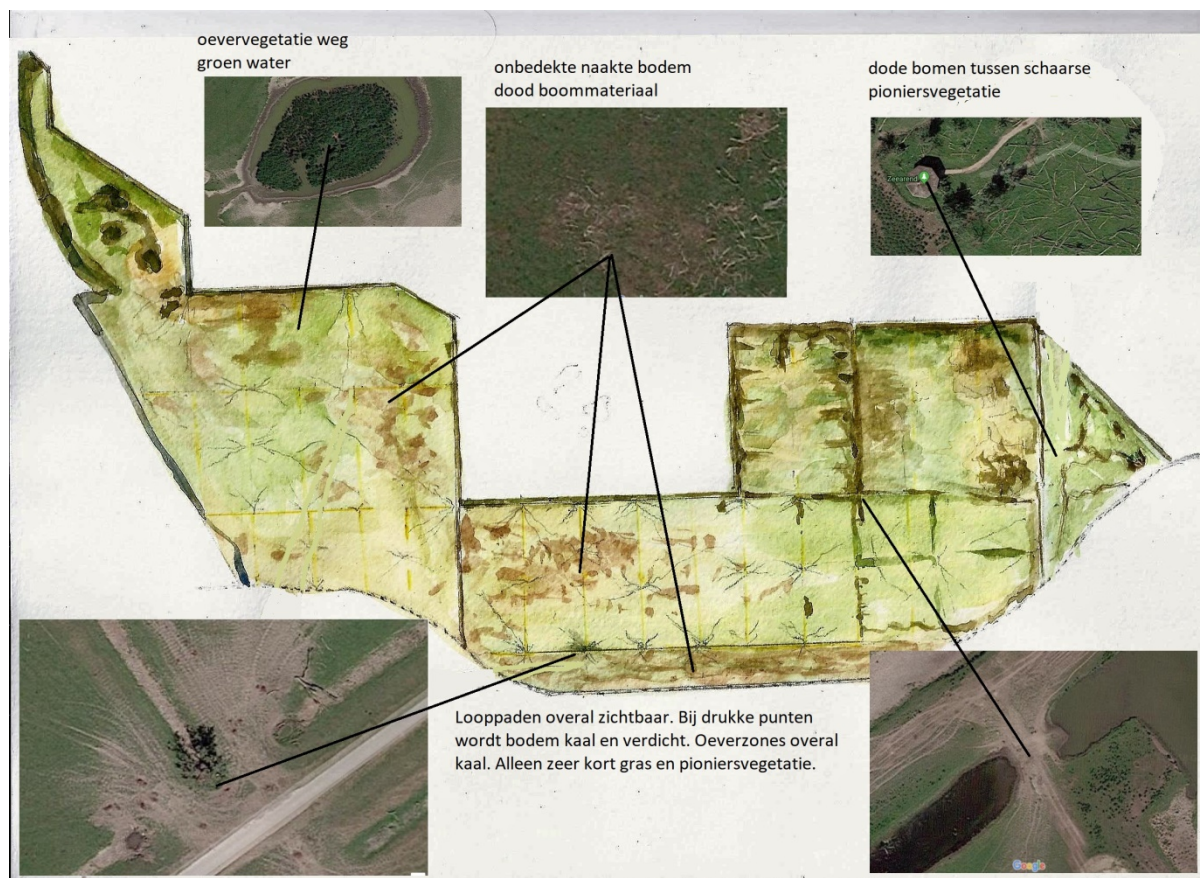 oevervegetatie weg
groen water
onbedekte naakte bodem
dood boommateriaal
dode bomen tussen schaarse
pioniersvegetatie
Zeearend
Looppaden overal zichtbaar. Bij drukke punten
wordt bodem kaal en verdicht. Oeverzones overal
kaal. Alleen zeer kort gras en pioniersvegetatie.
Google